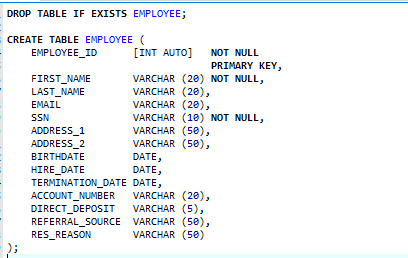 DROP TABLE IF EXISTS EMPLOYEE;
CREATE TABLE EMPLOYEE (
EMPLOYEE_ID [INT AUTO] NOT NULL
PRIMARY KEY,
FIRST_NAME VARCHAR (20) NOT NULL,
LAST_NAME VARCHAR (20),
EMAIL VARCHAR (20),
SSN VARCHAR (10) NOT NULL,
ADDRESS_1 VARCHAR (50),
ADDRESS_2 VARCHAR (50),
BIRTHDATE DATE,
HIRE_DATE DATE,
TERMINATION_DATE DATE,
ACCOUNT_NUMBER VARCHAR (20),
DIRECT_DEPOSIT VARCHAR (5),
REFERRAL_SOURCE VARCHAR (50),
RES_REASON VARCHAR (50)
);